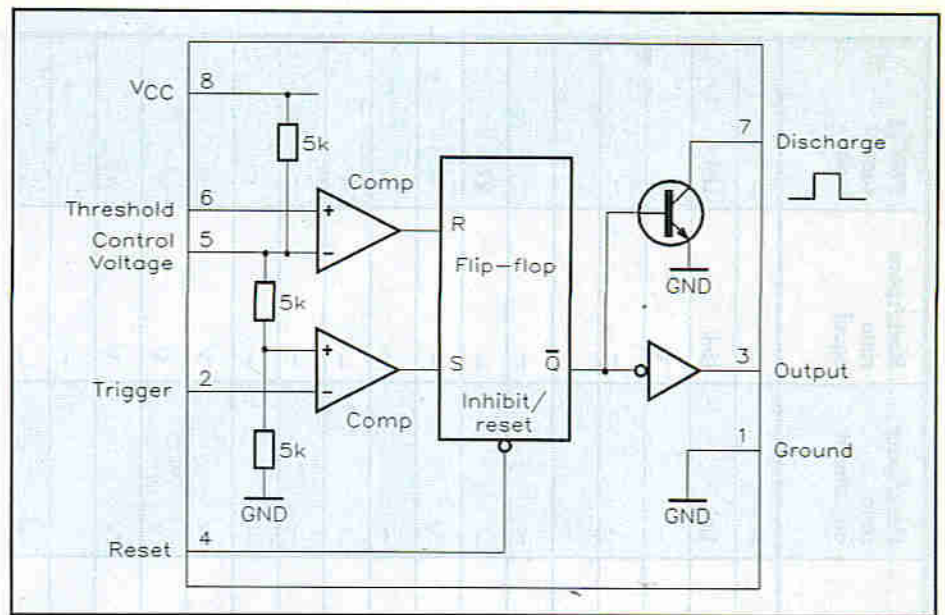 VCC 8
5k
7 Discharge
Comp
Threshold 6 + R
Control
Voltage 5 -
Flip-flop
GND
5k
+ S Q̅ 3 Output
Trigger 2 -
Comp
Inhibit/
reset
1 Ground
5k
GND
GND
Reset 4